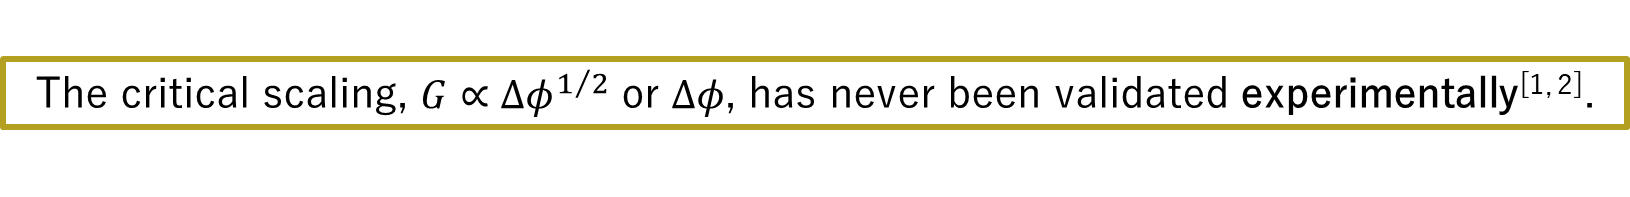 The critical scaling, G ∝ Δϕ^{1/2} or Δϕ, has never been validated experimentally^{[1, 2]}.